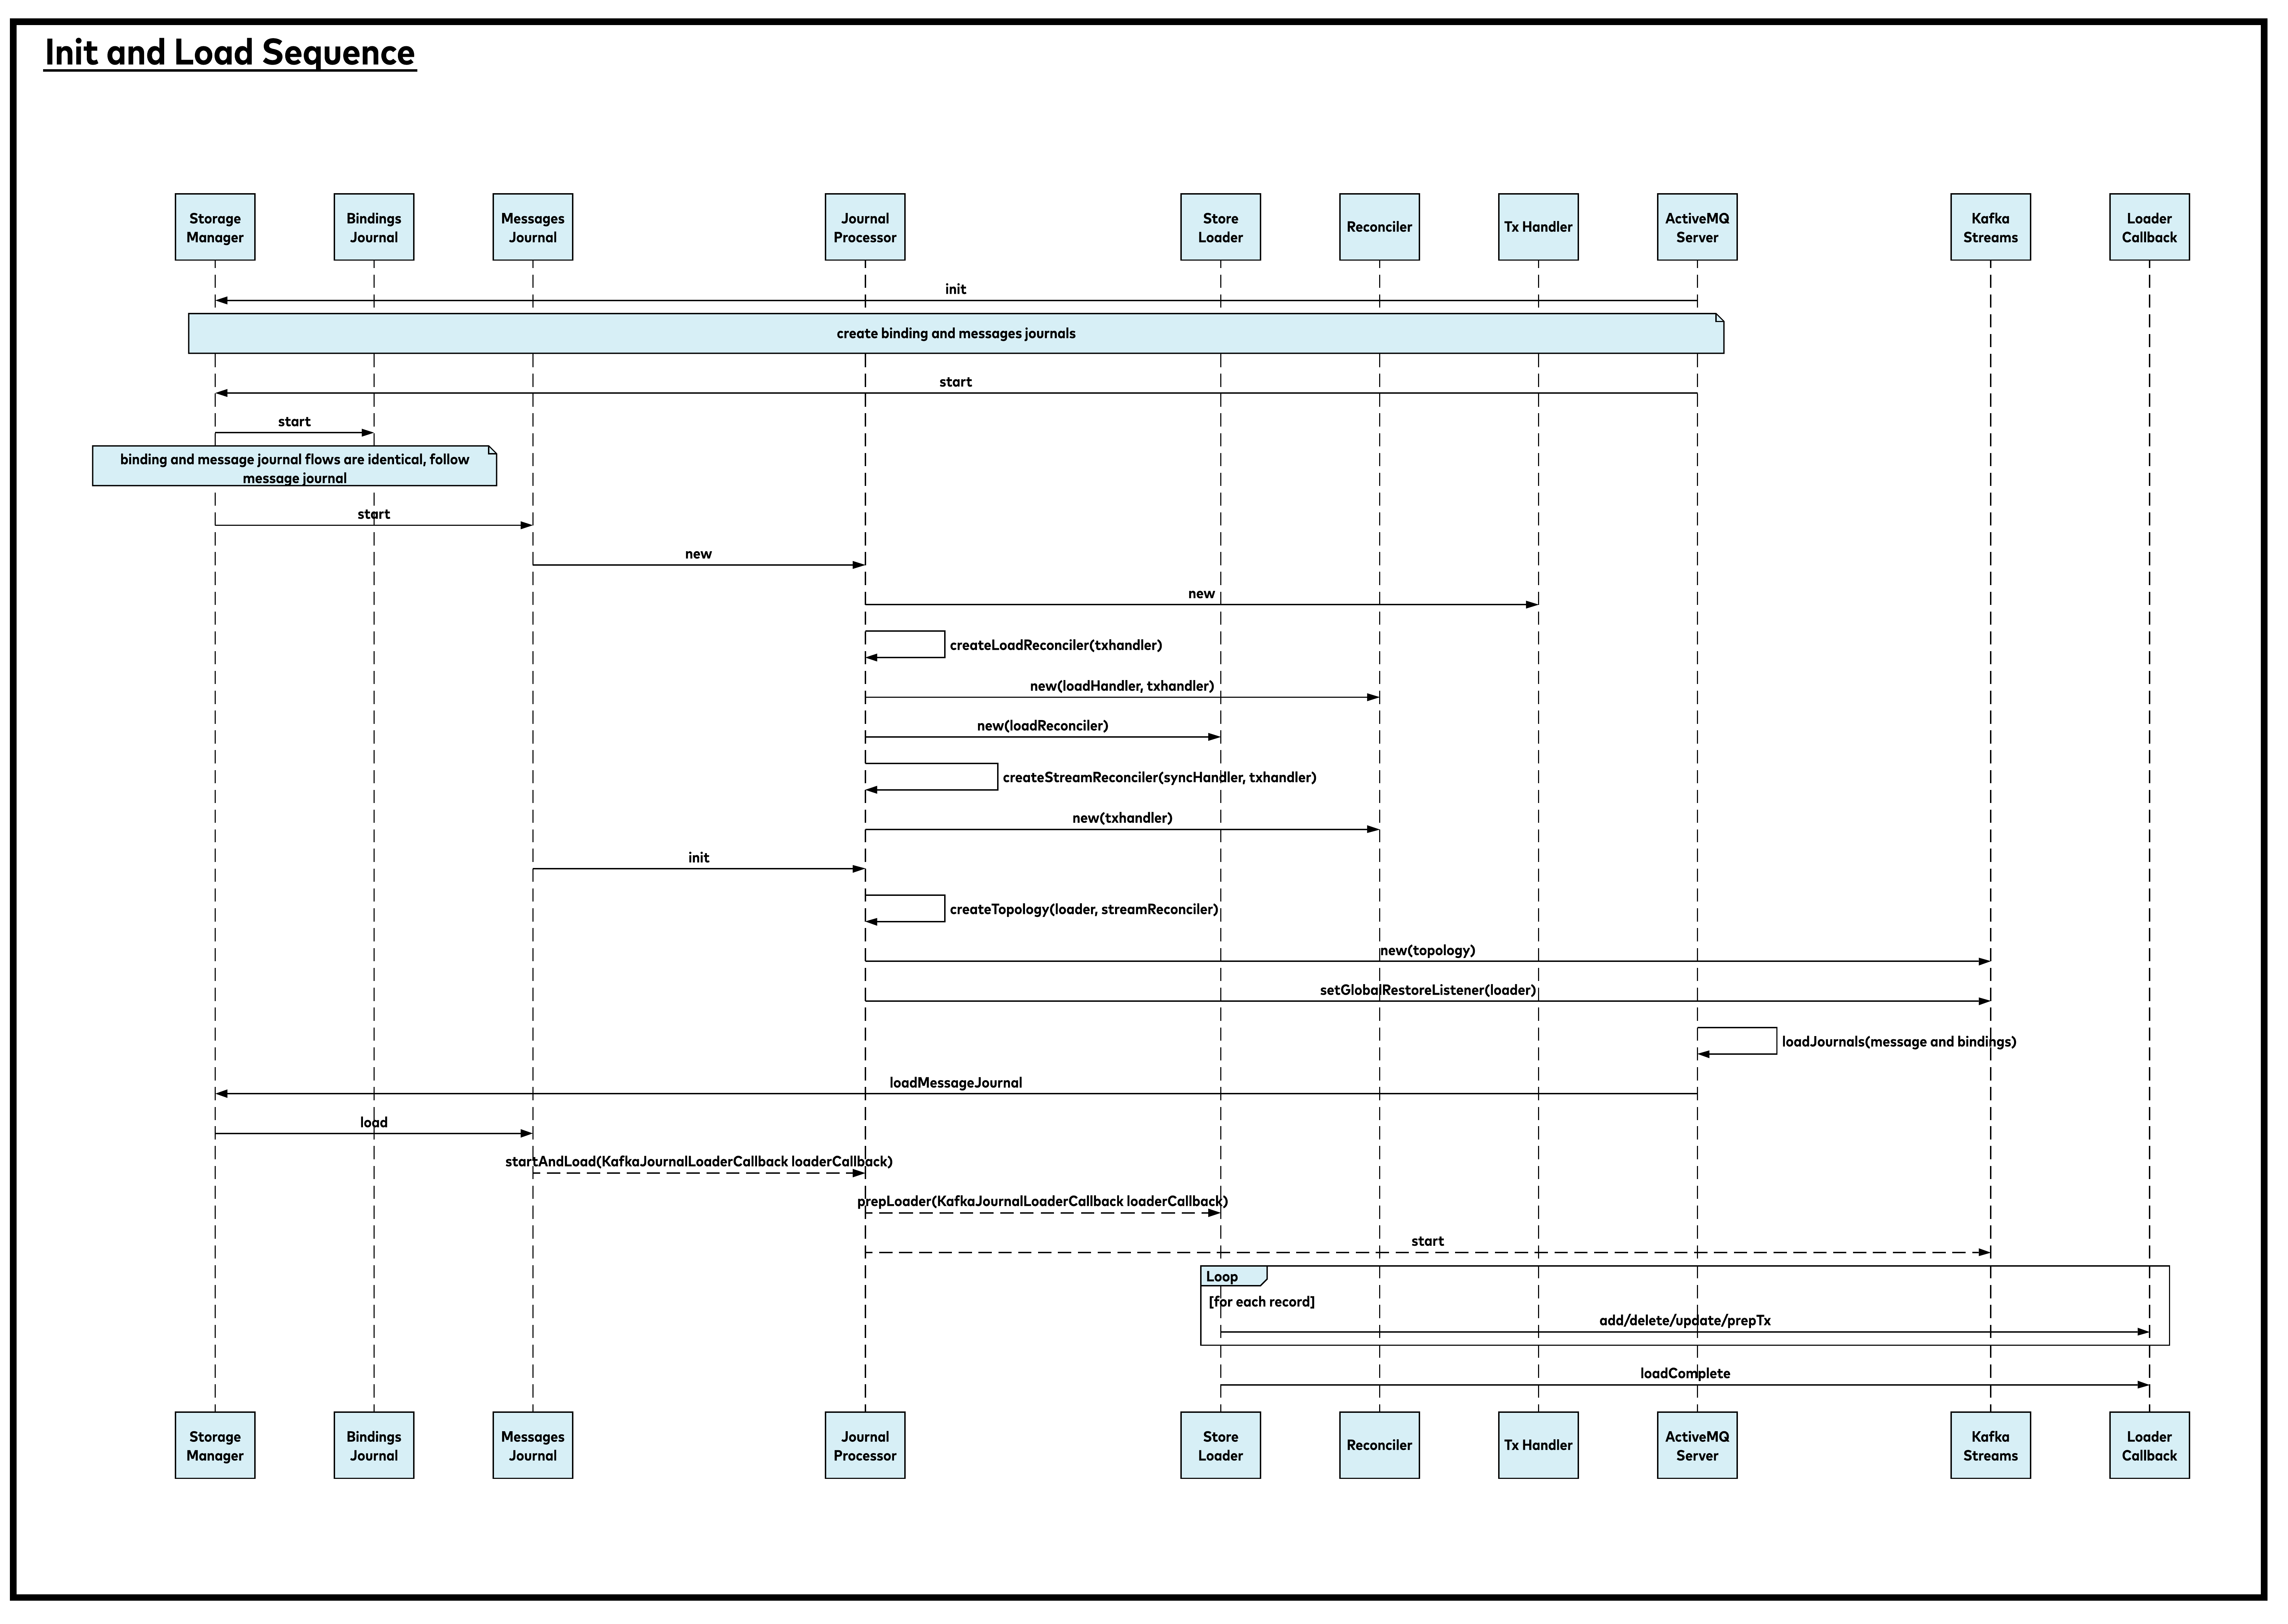 Init and Load Sequence
Storage
Manager
Bindings
Journal
Messages
Journal
Journal
Processor
Store
Loader
Reconciler
Tx Handler
ActiveMQ
Server
Kafka
Streams
Loader
Callback
init
create binding and messages journals
start
start
binding and message journal flows are identical, follow
message journal
start
new
new
createLoadReconciler(txhandler)
new(loadHandler, txhandler)
new(loadReconciler)
createStreamReconciler(syncHandler, txhandler)
new(txhandler)
init
createTopology(loader, streamReconciler)
new(topology)
setGlobalRestoreListener(loader)
loadJournals(message and bindings)
loadMessageJournal
load
startAndLoad(KafkaJournalLoaderCallback loaderCallback)
prepLoader(KafkaJournalLoaderCallback loaderCallback)
start
Loop
[for each record]
add/delete/update/prepTx
loadComplete
Storage
Manager
Bindings
Journal
Messages
Journal
Journal
Processor
Store
Loader
Reconciler
Tx Handler
ActiveMQ
Server
Kafka
Streams
Loader
Callback